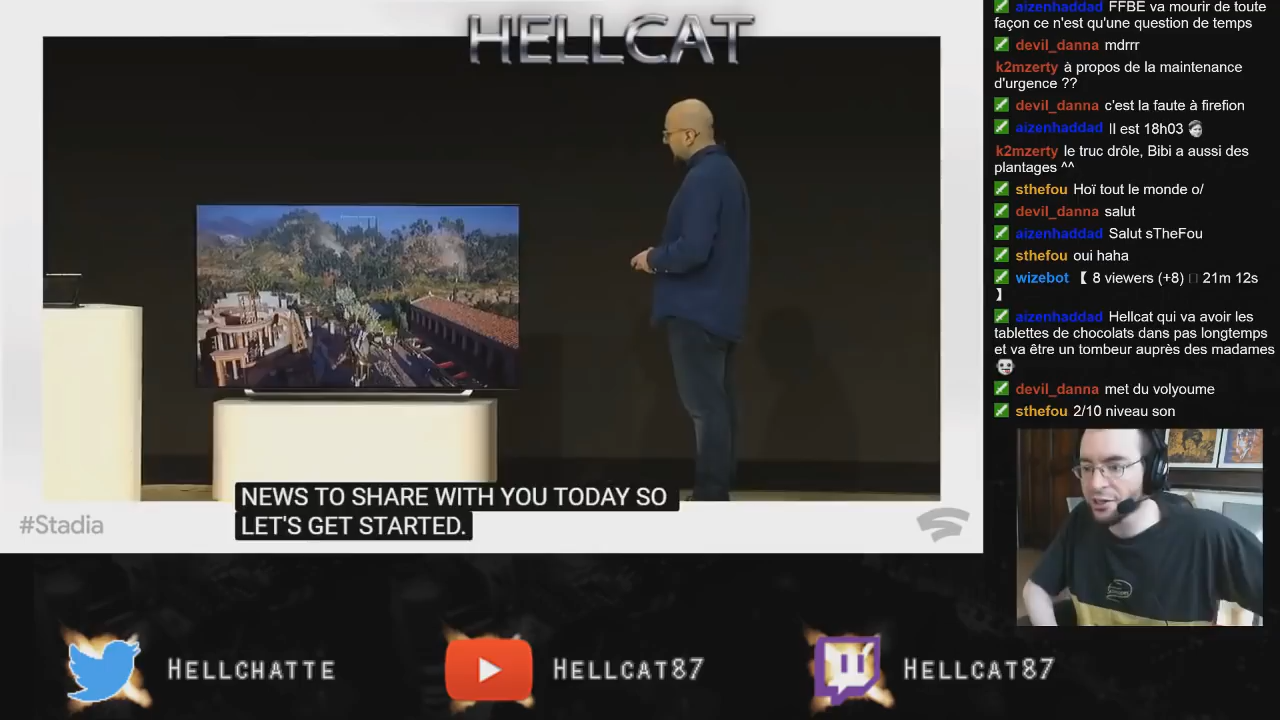 HELLCAT
NEWS TO SHARE WITH YOU TODAY SO
LET'S GET STARTED.
#Stadia
aizenhaddad FFBE va mourir de toute
façon ce n'est qu'une question de temps
devil_danna mdrrr
k2mzerty à propos de la maintenance
d'urgence ??
devil_danna c'est la faute à firefion
aizenhaddad Il est 18h03
k2mzerty le truc drôle, Bibi a aussi des
plantages ^^
sthefou Hoï tout le monde o/
devil_danna salut
aizenhaddad Salut sTheFou
sthefou oui haha
wizebot 【 8 viewers (+8) □ 21m 12s
】
aizenhaddad Hellcat qui va avoir les
tablettes de chocolats dans pas longtemps
et va être un tombeur auprès des madames
devil_danna met du volyoume
sthefou 2/10 niveau son
HELLCHATTE
HELLCAT87
HELLCAT87